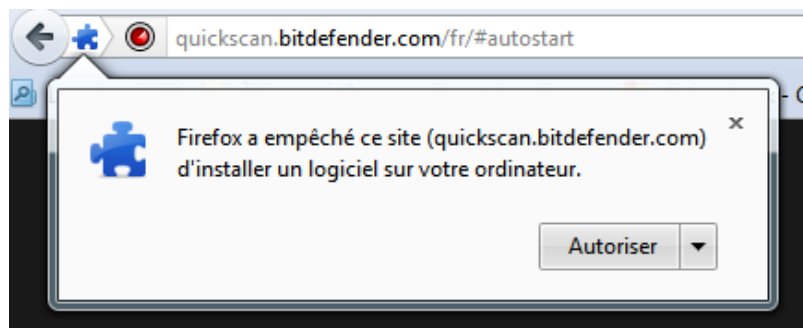 quickscan.bitdefender.com/fr/#autostart
Firefox a empêché ce site (quickscan.bitdefender.com)
d'installer un logiciel sur votre ordinateur.
Autoriser